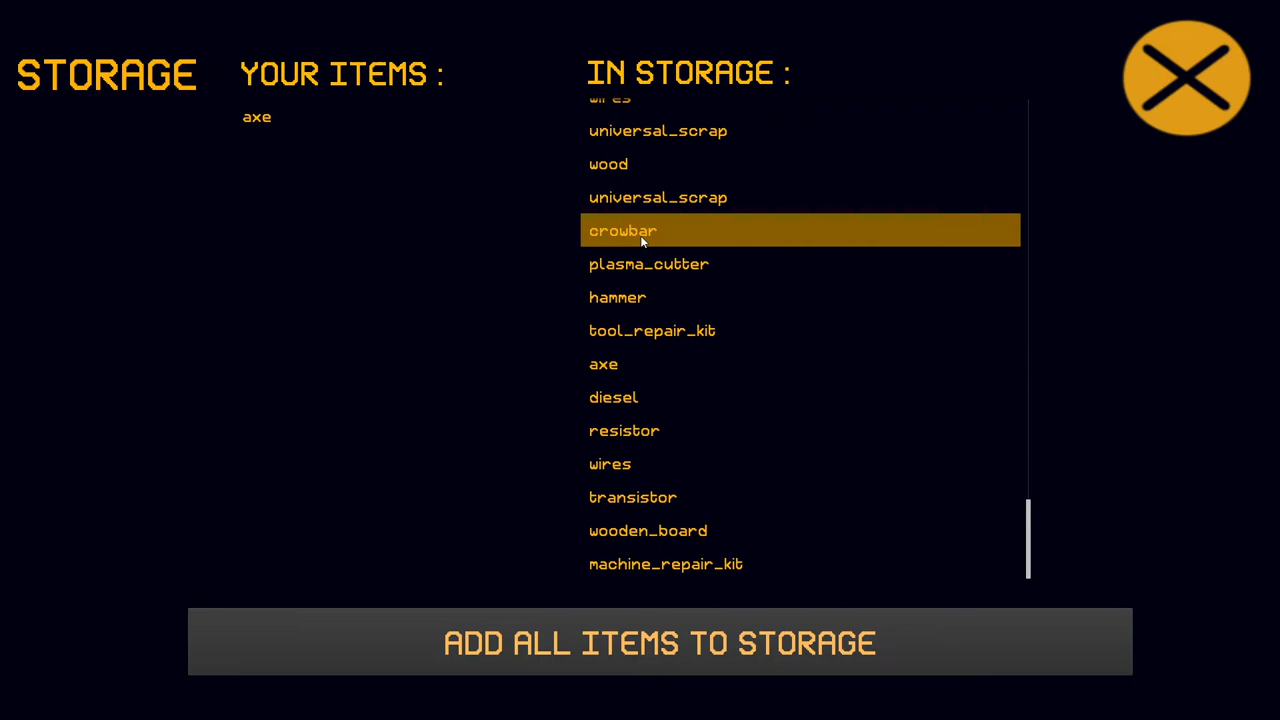 STORAGE
YOUR ITEMS :
axe
IN STORAGE :
wires
universal_scrap
wood
universal_scrap
crowbar
plasma_cutter
hammer
tool_repair_kit
axe
diesel
resistor
wires
transistor
wooden_board
machine_repair_kit
ADD ALL ITEMS TO STORAGE